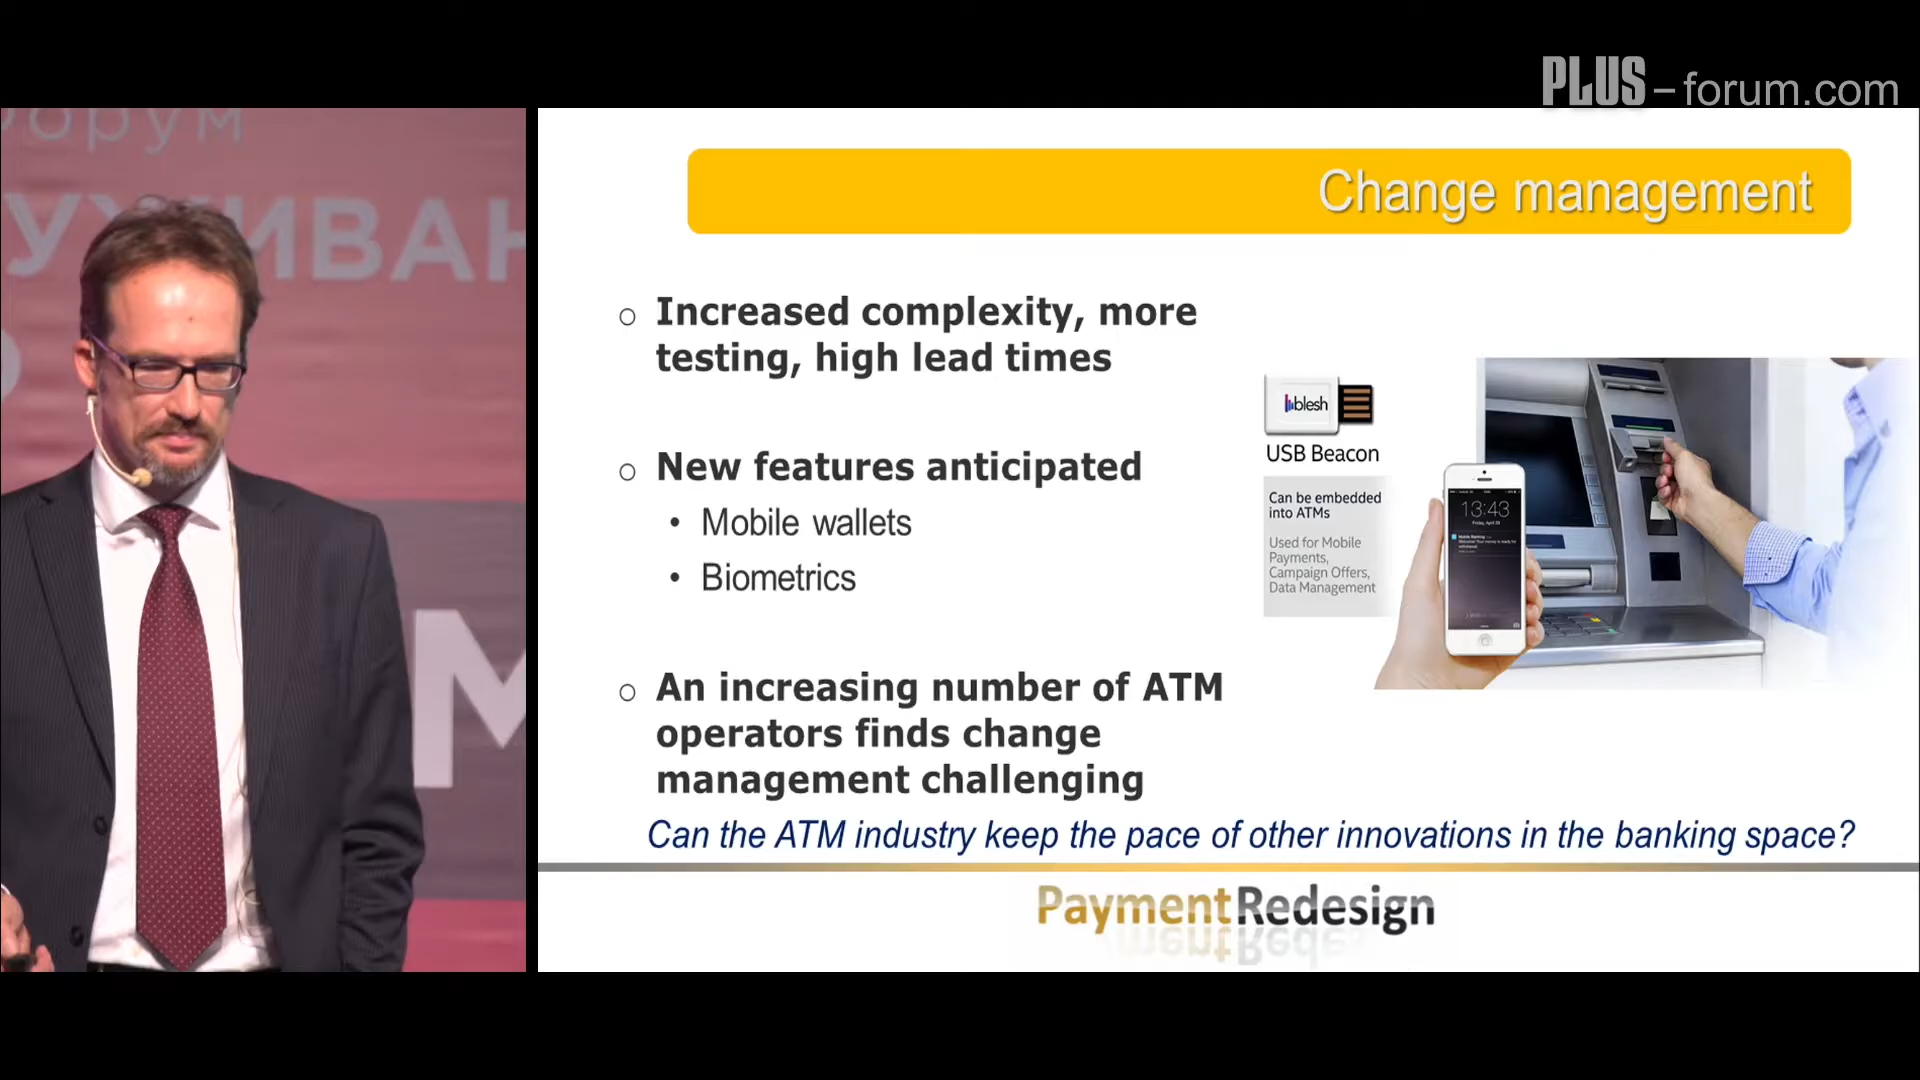 PLUS – forum.com
форум
УЖИВАН
М
Change management
Increased complexity, more
testing, high lead times
New features anticipated
• Mobile wallets
• Biometrics
An increasing number of ATM
operators finds change
management challenging
blesh
USB Beacon
Can be embedded
into ATMs
Used for Mobile
Payments,
Campaign Offers,
Data Management
13:43
Can the ATM industry keep the pace of other innovations in the banking space?
PaymentRedesign